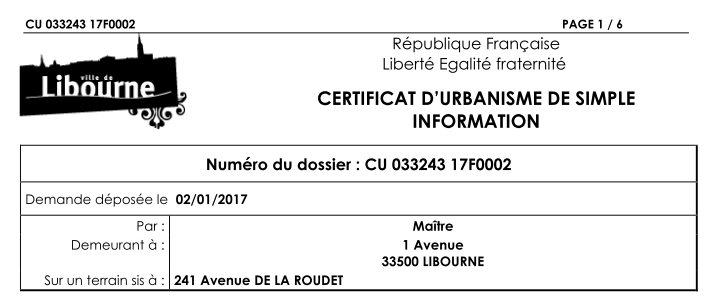 CU 033243 17F0002 PAGE 1 / 6
ville de
Libourne
République Française
Liberté Egalité fraternité
CERTIFICAT D’URBANISME DE SIMPLE
INFORMATION
Numéro du dossier : CU 033243 17F0002
Demande déposée le 02/01/2017
Par : Maître
Demeurant à : 1 Avenue
33500 LIBOURNE
Sur un terrain sis à : 241 Avenue DE LA ROUDET